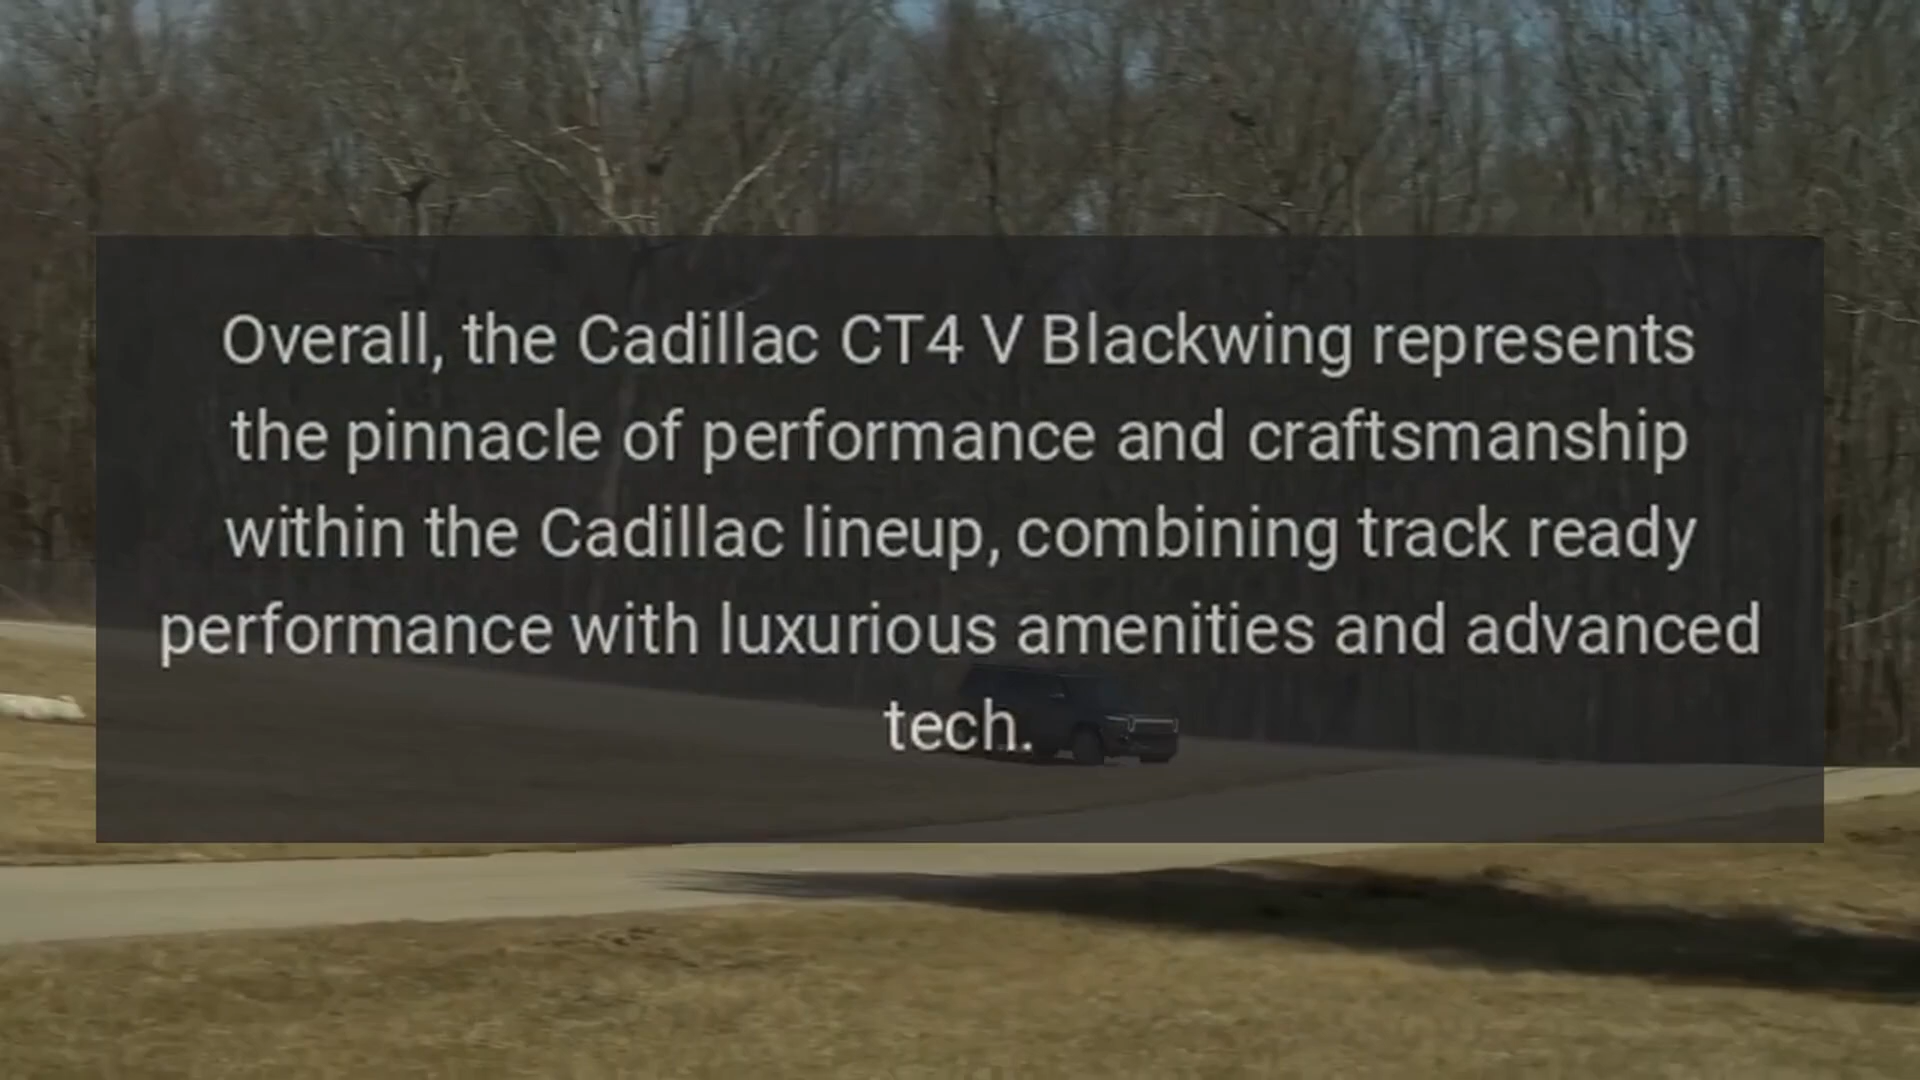 Overall, the Cadillac CT4 V Blackwing represents
the pinnacle of performance and craftsmanship
within the Cadillac lineup, combining track ready
performance with luxurious amenities and advanced
tech.